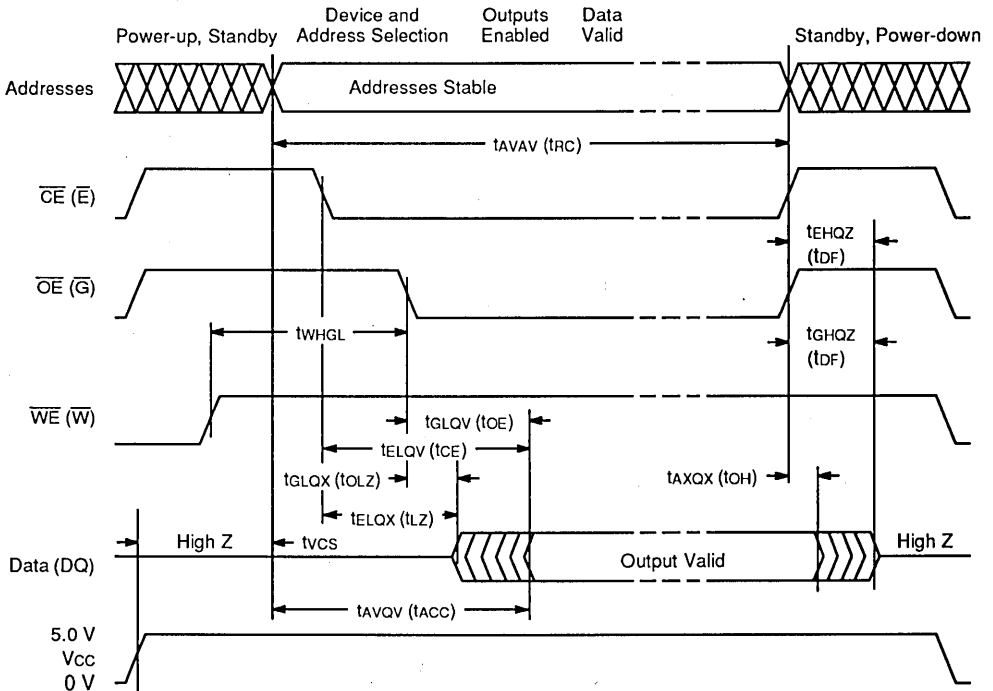 Power-up, Standby
Device and
Address Selection
Outputs
Enabled
Data
Valid
Standby, Power-down
Addresses
Addresses Stable
tAVAV (tRC)
CE (E)
tEHQZ
(tDF)
OE (G)
tWHGL
tGHQZ
(tDF)
WE (W)
tGLQV (tOE)
tELQV (tCE)
tGLQX (tOLZ)
tAXQX (tOH)
tELQX (tLZ)
High Z
tVCS
High Z
Data (DQ)
Output Valid
tAVQV (tACC)
5.0 V
VCC
0 V